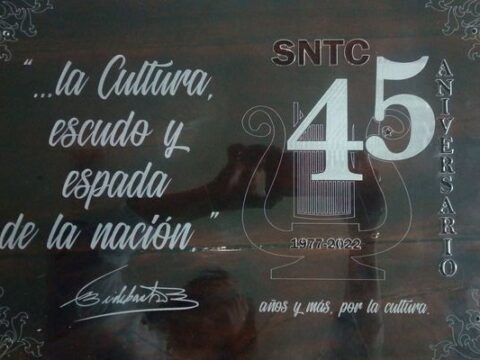 "...la Cultura,
escudo y
espada
de la nación"
SNTC
45
ANIVERSARIO
1977-2022
años y más, por la cultura.